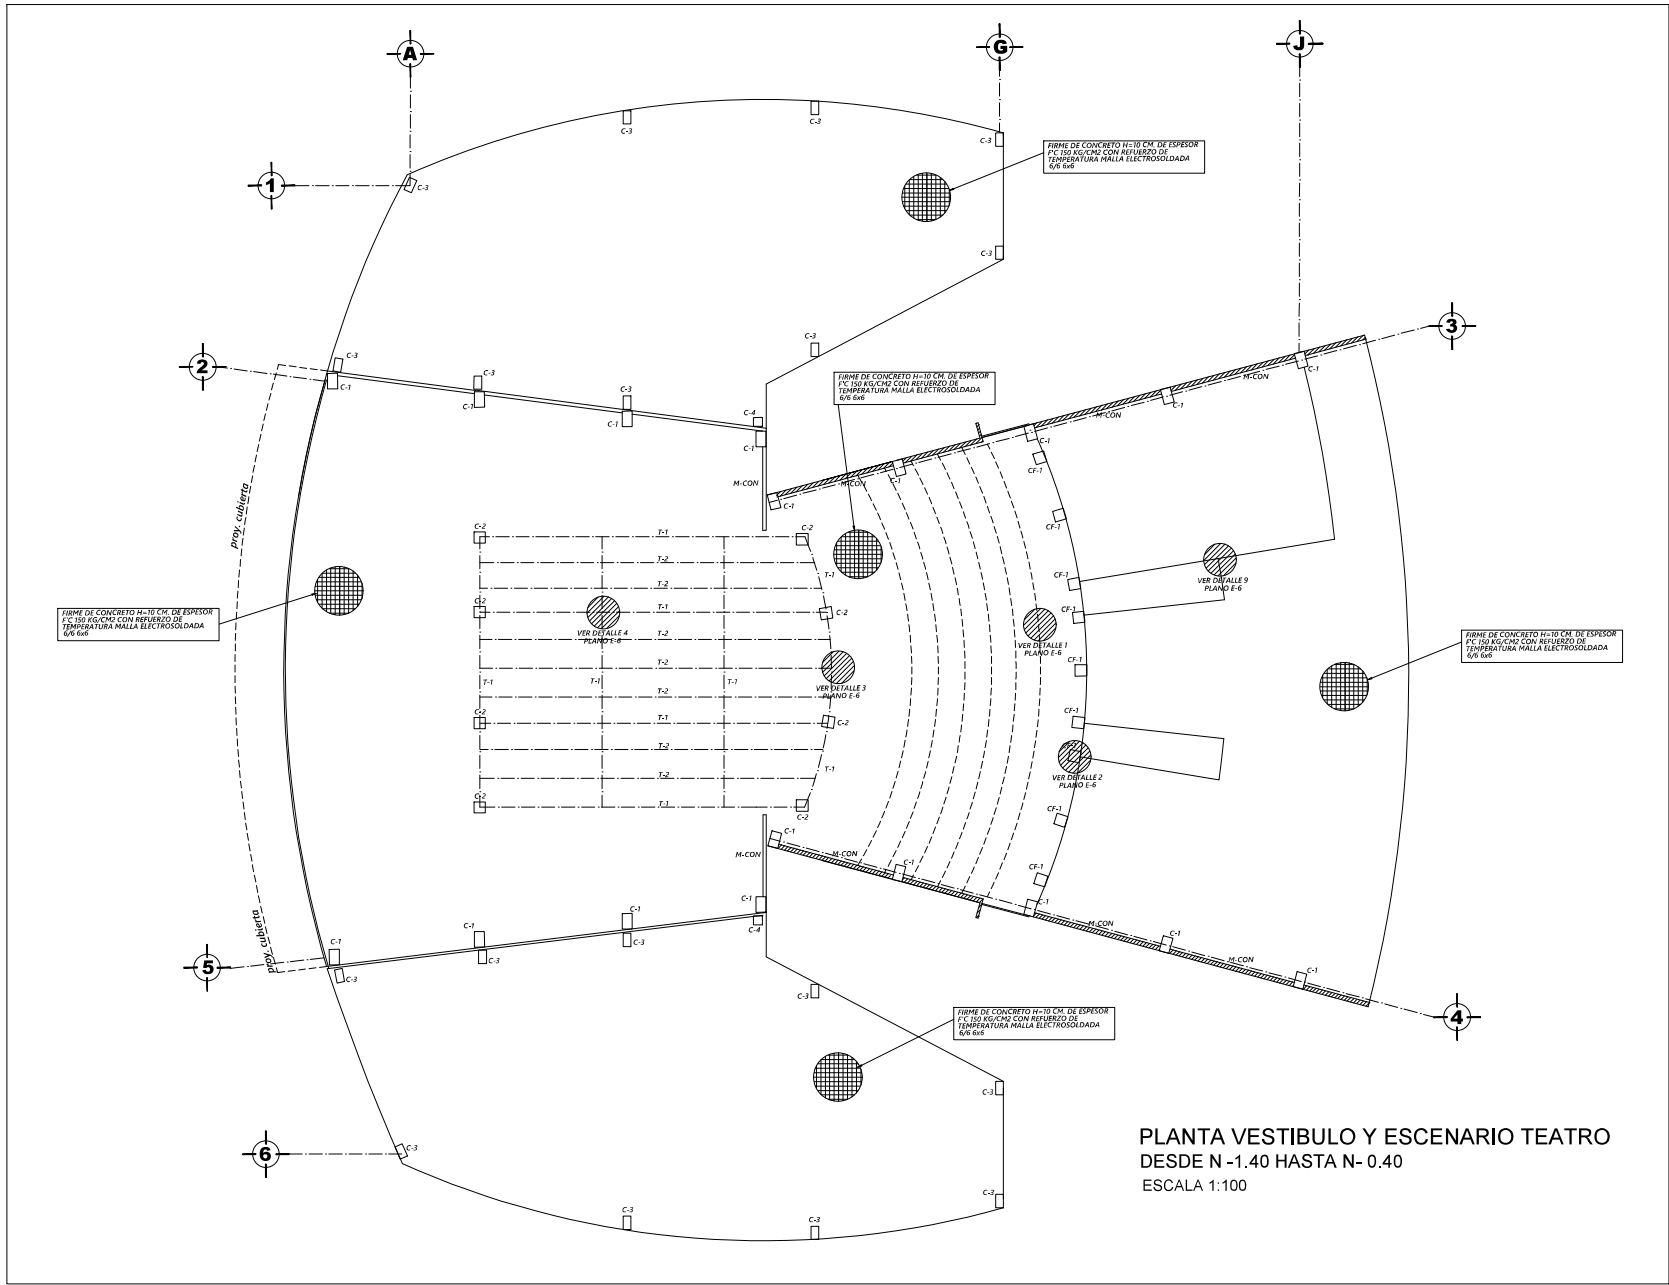 A
G
J
C-3
C-3
C-3
FIRME DE CONCRETO H=10 CM. DE ESPESOR
F'C 150 KG/CM2 CON REFUERZO DE
TEMPERATURA MALLA ELECTROSOLDADA
6/6 6x6
1
C-3
C-3
3
C-3
2
C-3
C-1
C-3
C-1
C-3
C-1
C-4
C-1
FIRME DE CONCRETO H=10 CM. DE ESPESOR
F'C 150 KG/CM2 CON REFUERZO DE
TEMPERATURA MALLA ELECTROSOLDADA
6/6 6x6
C-1
M-CON
C-1
M-CON
C-1
CF-1
C-1
M-CON
M-CON
C-1
proy. cubierta
C-2
T-1
C-2
CF-1
T-2
T-1
T-2
CF-1
VER DETALLE 9
PLANO E-6
C-2
T-1
C-2
CF-1
FIRME DE CONCRETO H=10 CM. DE ESPESOR
F'C 150 KG/CM2 CON REFUERZO DE
TEMPERATURA MALLA ELECTROSOLDADA
6/6 6x6
VER DETALLE 4
PLANO E-6
T-2
VER DETALLE 1
PLANO E-6
FIRME DE CONCRETO H=10 CM. DE ESPESOR
F'C 150 KG/CM2 CON REFUERZO DE
TEMPERATURA MALLA ELECTROSOLDADA
6/6 6x6
T-2
CF-1
T-1
T-1
T-1
VER DETALLE 3
PLANO E-6
T-2
C-2
T-1
C-2
CF-1
T-2
CF-1
T-1
T-2
VER DETALLE 2
PLANO E-6
C-2
T-1
C-2
CF-1
C-1
M-CON
M-CON
C-1
CF-1
C-1
C-1
M-CON
C-1
C-1
C-1
C-4
C-3
C-3
C-1
M-CON
C-1
proy. cubierta
5
C-1
C-3
C-3
FIRME DE CONCRETO H=10 CM. DE ESPESOR
F'C 150 KG/CM2 CON REFUERZO DE
TEMPERATURA MALLA ELECTROSOLDADA
6/6 6x6
4
C-3
6
C-3
PLANTA VESTIBULO Y ESCENARIO TEATRO
DESDE N -1.40 HASTA N- 0.40
ESCALA 1:100
C-3
C-3
C-3